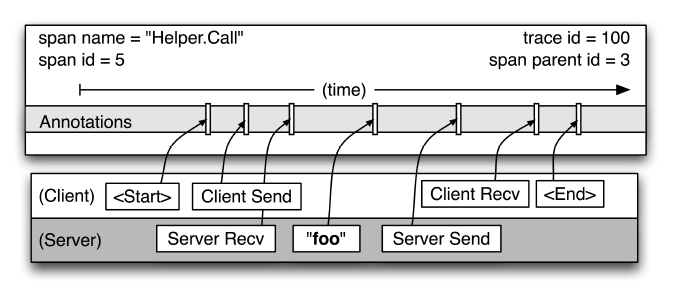 span name = "Helper.Call" trace id = 100
span id = 5 span parent id = 3
(time)
Annotations
(Client) <Start> Client Send Client Recv <End>
(Server) Server Recv "foo" Server Send